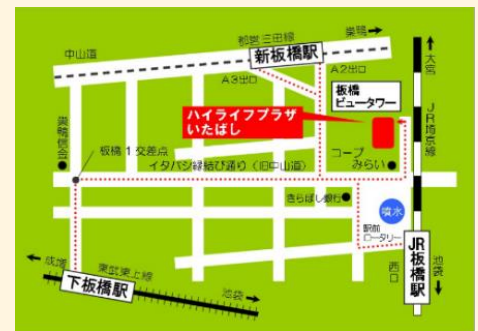 中山道
都営三田線
巣鴨
新板橋駅
A3出口
A2出口
大宮
板橋
ビュータワー
ハイライフプラザ
いたばし
JR埼京線
巣鴨信金
板橋1交差点
コープ
みらい
イタバシ縁結び通り（旧中山道）
きらぼし銀行
噴水
駅前
ロータリー
JR板橋駅
西口
池袋
成増
東武東上線
下板橋駅
池袋